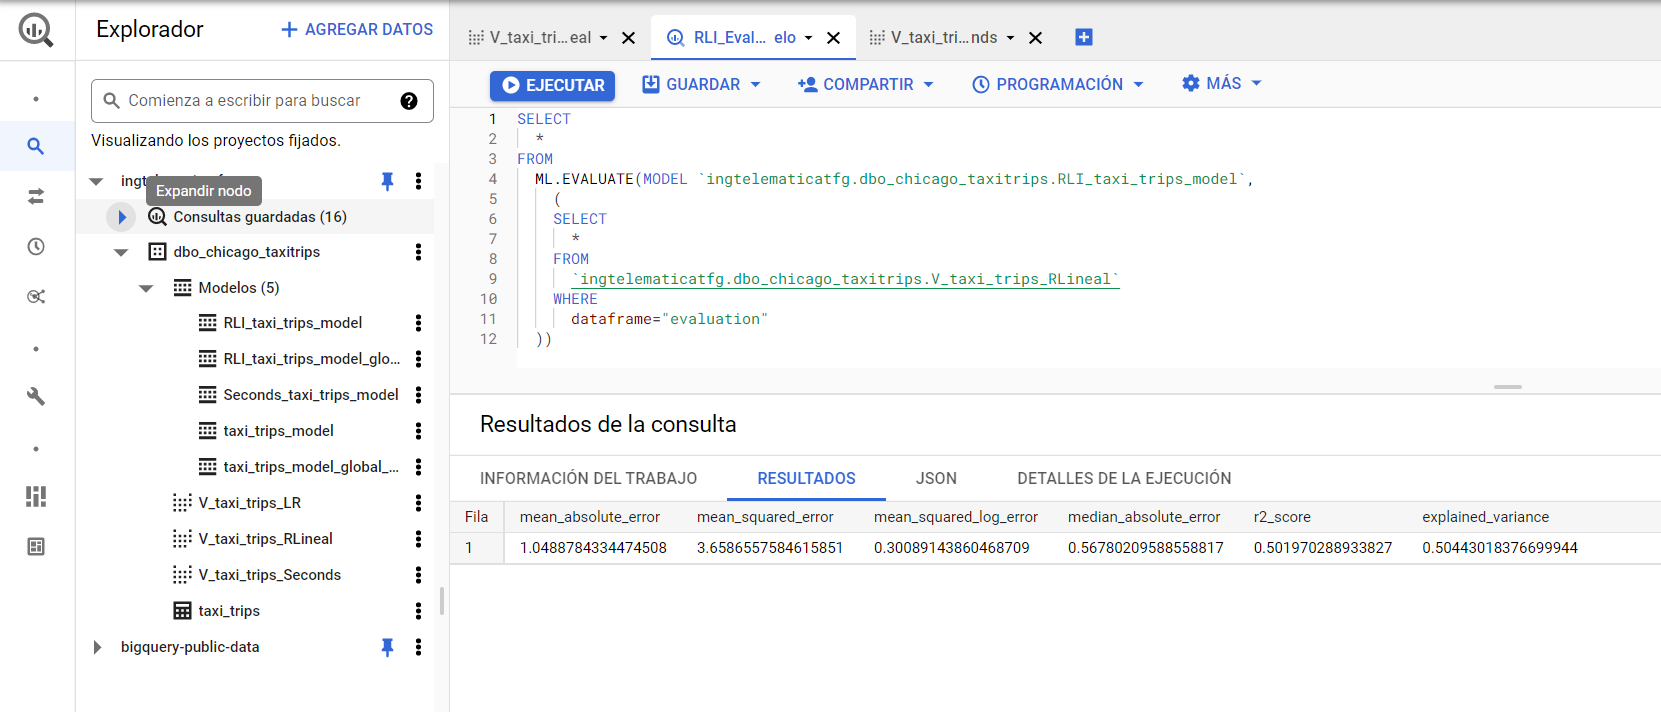 Explorador
AGREGAR DATOS
Comienza a escribir para buscar
Visualizando los proyectos fijados.
Expandir nodo
Consultas guardadas (16)
dbo_chicago_taxitrips
Modelos (5)
RLI_taxi_trips_model
RLI_taxi_trips_model_glo...
Seconds_taxi_trips_model
taxi_trips_model
taxi_trips_model_global_...
V_taxi_trips_LR
V_taxi_trips_RLineal
V_taxi_trips_Seconds
taxi_trips
bigquery-public-data
V_taxi_tri...eal
RLI_Eval... elo
V_taxi_tri...nds
EJECUTAR
GUARDAR
COMPARTIR
PROGRAMACIÓN
MÁS
1 SELECT
2 *
3 FROM
4 ML.EVALUATE(MODEL `ingtelematicatfg.dbo_chicago_taxitrips.RLI_taxi_trips_model`,
5 (
6 SELECT
7 *
8 FROM
9 `ingtelematicatfg.dbo_chicago_taxitrips.V_taxi_trips_RLineal`
10 WHERE
11 dataframe="evaluation"
12 ))
Resultados de la consulta
INFORMACIÓN DEL TRABAJO RESULTADOS JSON DETALLES DE LA EJECUCIÓN
Fila mean_absolute_error mean_squared_error mean_squared_log_error median_absolute_error r2_score explained_variance
1 1.0488784334474508 3.6586557584615851 0.30089143860468709 0.56780209588558817 0.501970288933827 0.50443018376699944